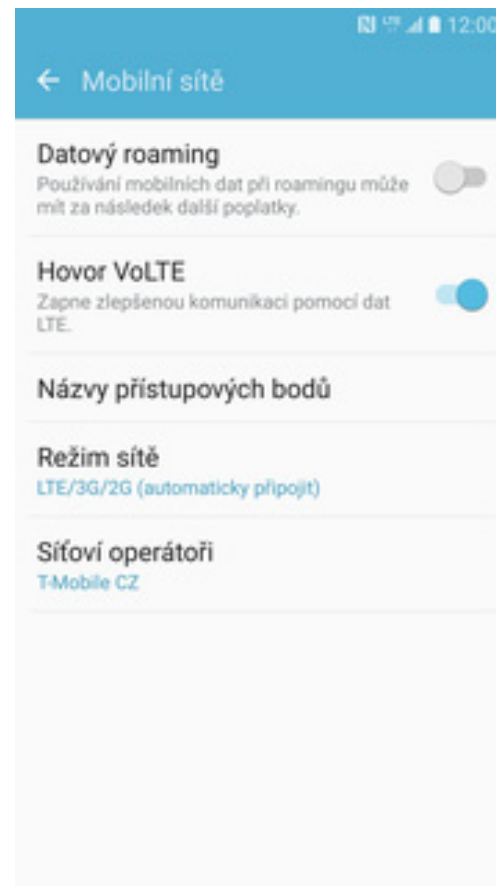 LTE 12:00
Mobilní sítě
Datový roaming
Používání mobilních dat při roamingu může
mít za následek další poplatky.
Hovor VoLTE
Zapne zlepšenou komunikaci pomocí dat
LTE.
Názvy přístupových bodů
Režim sítě
LTE/3G/2G (automaticky připojit)
Síťoví operátoři
T-Mobile CZ